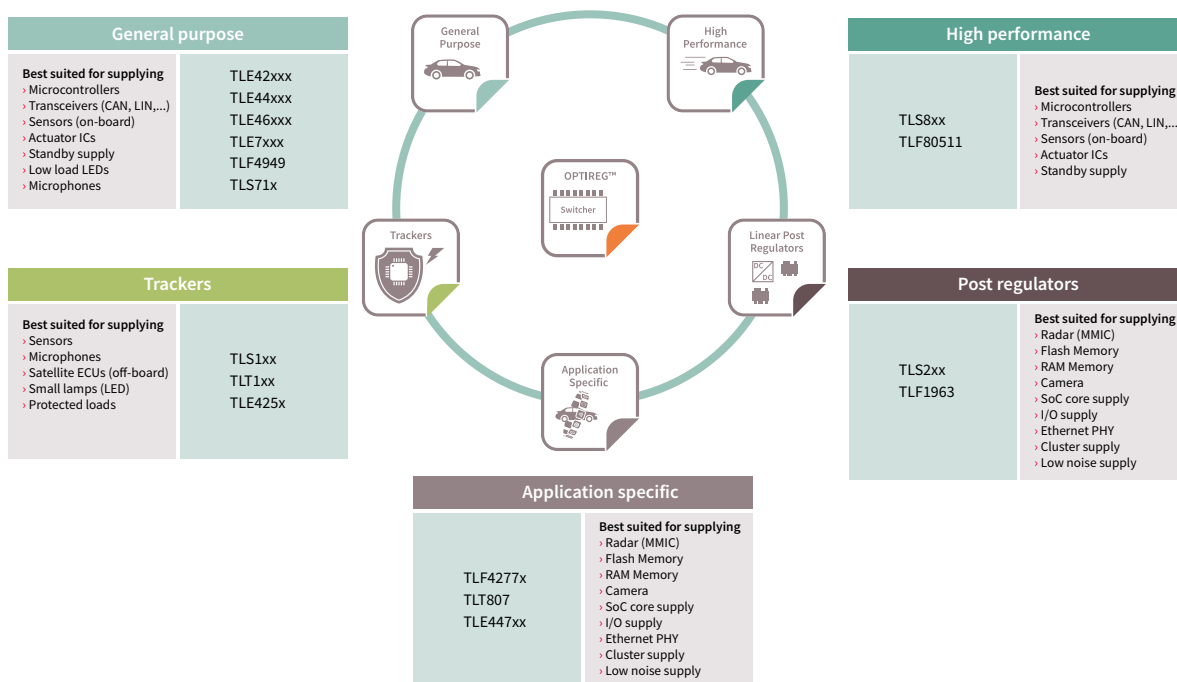 General purpose
Best suited for supplying
› Microcontrollers
› Transceivers (CAN, LIN,...)
› Sensors (on-board)
› Actuator ICs
› Standby supply
› Low load LEDs
› Microphones
TLE42xxx
TLE44xxx
TLE46xxx
TLE7xxx
TLF4949
TLS71x
General
Purpose
High
Performance
OPTIREG™
Switcher
Trackers
Linear Post
Regulators
DC
DC
Application
Specific
High performance
TLS8xx
TLF80511
Best suited for supplying
› Microcontrollers
› Transceivers (CAN, LIN,...
› Sensors (on-board)
› Actuator ICs
› Standby supply
Trackers
Best suited for supplying
› Sensors
› Microphones
› Satellite ECUs (off-board)
› Small lamps (LED)
› Protected loads
TLS1xx
TLT1xx
TLE425x
Post regulators
TLS2xx
TLF1963
Best suited for supplying
› Radar (MMIC)
› Flash Memory
› RAM Memory
› Camera
› SoC core supply
› I/O supply
› Ethernet PHY
› Cluster supply
› Low noise supply
Application specific
TLF4277x
TLT807
TLE447xx
Best suited for supplying
› Radar (MMIC)
› Flash Memory
› RAM Memory
› Camera
› SoC core supply
› I/O supply
› Ethernet PHY
› Cluster supply
› Low noise supply